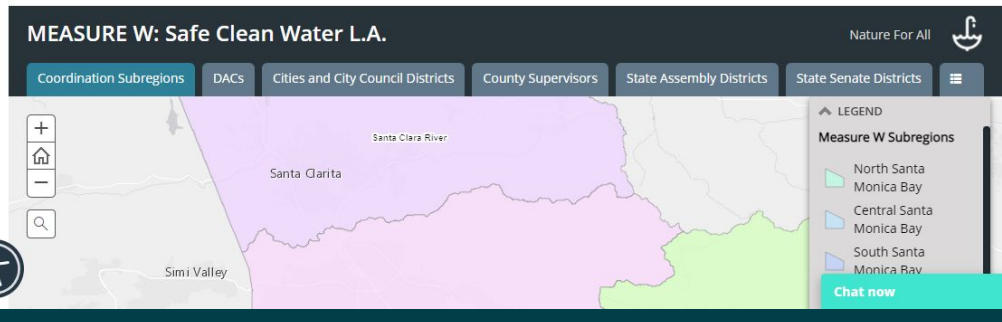 MEASURE W: Safe Clean Water L.A.
Nature For All
Coordination Subregions
DACs
Cities and City Council Districts
County Supervisors
State Assembly Districts
State Senate Districts
LEGEND
Measure W Subregions
North Santa
Monica Bay
Central Santa
Monica Bay
South Santa
Monica Bay
Santa Clara River
Santa Clarita
Simi Valley
Chat now